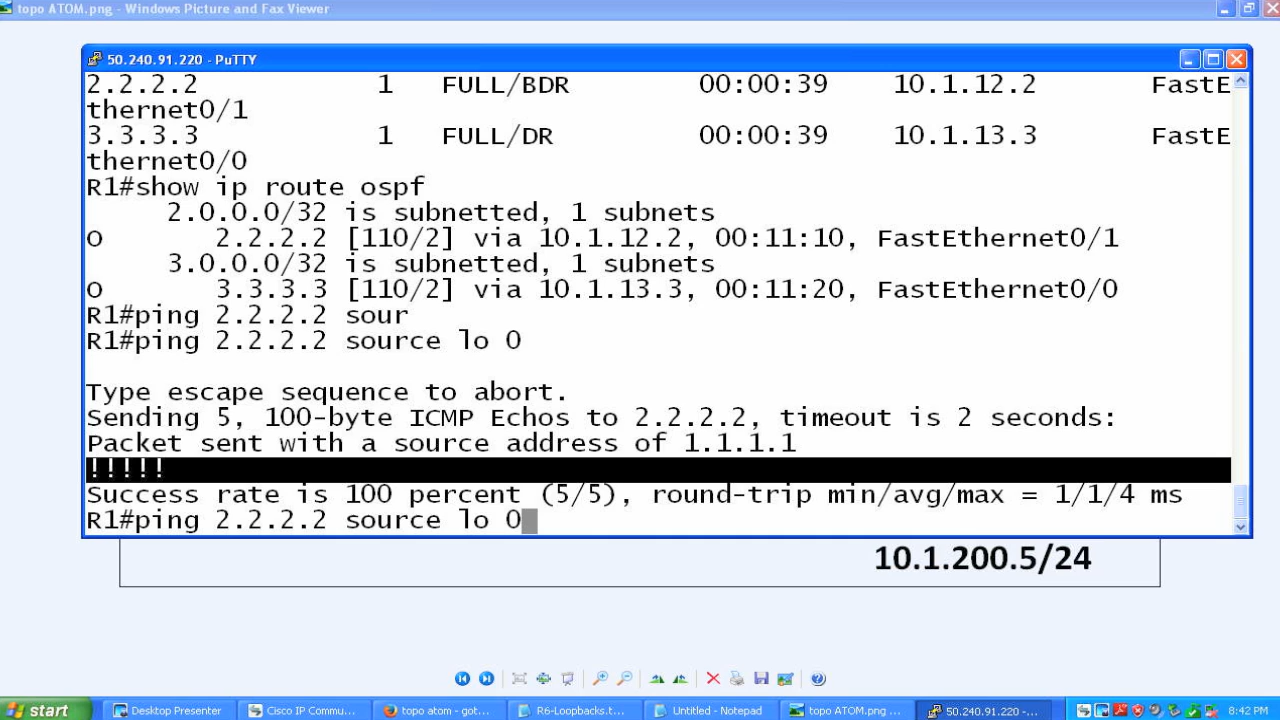 topo ATOM.png - Windows Picture and Fax Viewer
50.240.91.220 - PuTTY
2.2.2.2 1 FULL/BDR 00:00:39 10.1.12.2 FastE
thernet0/1
3.3.3.3 1 FULL/DR 00:00:39 10.1.13.3 FastE
thernet0/0
R1#show ip route ospf
2.0.0.0/32 is subnetted, 1 subnets
O 2.2.2.2 [110/2] via 10.1.12.2, 00:11:10, FastEthernet0/1
3.0.0.0/32 is subnetted, 1 subnets
O 3.3.3.3 [110/2] via 10.1.13.3, 00:11:20, FastEthernet0/0
R1#ping 2.2.2.2 sour
R1#ping 2.2.2.2 source lo 0
Type escape sequence to abort.
Sending 5, 100-byte ICMP Echos to 2.2.2.2, timeout is 2 seconds:
Packet sent with a source address of 1.1.1.1
!!!!!
Success rate is 100 percent (5/5), round-trip min/avg/max = 1/1/4 ms
R1#ping 2.2.2.2 source lo 0
10.1.200.5/24
start Desktop Presenter Cisco IP Commu... topo atom - got... R6-Loopbacks.t... Untitled - Notepad topo ATOM.png ... 50.240.91.220 -... 8:42 PM